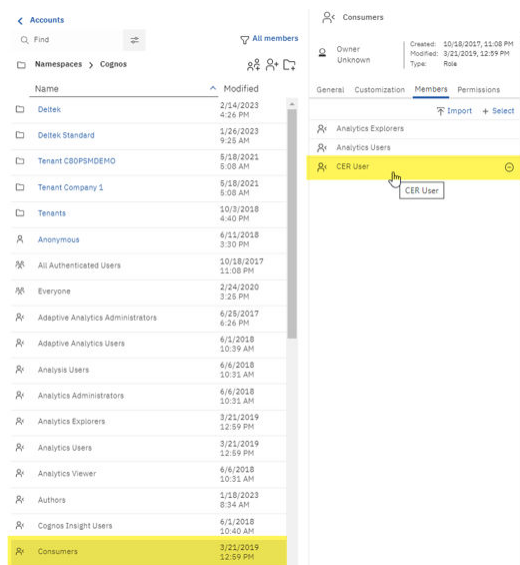 Accounts
Find
All members
Namespaces > Cognos
Name Modified
Deltek 2/14/2023
4:26 PM
Deltek Standard 1/26/2023
9:25 AM
Tenant C80PSMDEMO 5/18/2021
5:08 AM
Tenant Company 1 5/18/2021
5:08 AM
Tenants 10/3/2018
4:40 PM
Anonymous 6/11/2018
3:30 PM
All Authenticated Users 10/18/2017
11:08 PM
Everyone 2/24/2020
3:25 PM
Adaptive Analytics Administrators 6/25/2017
6:26 PM
Adaptive Analytics Users 6/1/2018
10:39 AM
Analysis Users 6/6/2018
10:31 AM
Analytics Administrators 6/6/2018
10:31 AM
Analytics Explorers 3/21/2019
12:59 PM
Analytics Users 3/21/2019
12:59 PM
Analytics Viewer 6/6/2018
10:31 AM
Authors 1/18/2023
8:34 AM
Cognos Insight Users 6/1/2018
10:40 AM
Consumers 3/21/2019
12:59 PM
Consumers
Owner
Unknown
Created: 10/18/2017, 11:08 PM
Modified: 3/21/2019, 12:59 PM
Type: Role
General Customization Members Permissions
Import + Select
Analytics Explorers
Analytics Users
CER User
CER User